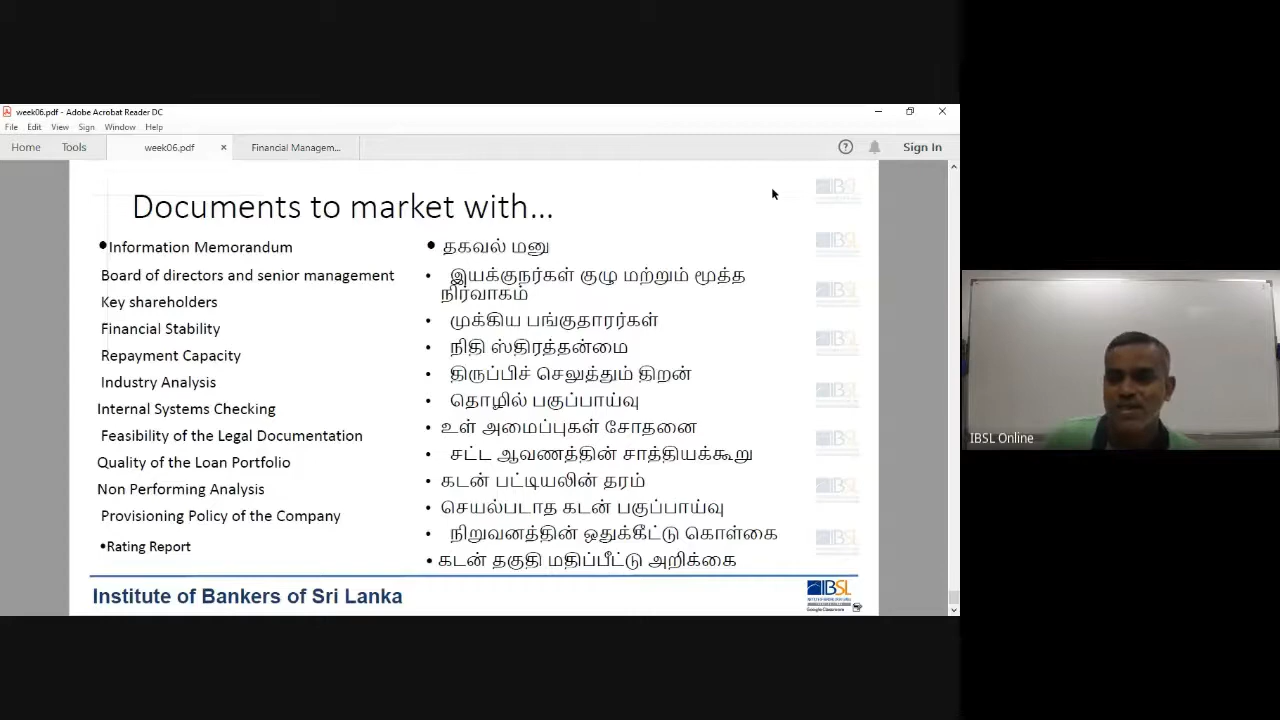 week06.pdf - Adobe Acrobat Reader DC
File Edit View Sign Window Help
Home Tools week06.pdf × Financial Managem... Sign In
Documents to market with...
•Information Memorandum
Board of directors and senior management
Key shareholders
Financial Stability
Repayment Capacity
Industry Analysis
Internal Systems Checking
Feasibility of the Legal Documentation
Quality of the Loan Portfolio
Non Performing Analysis
Provisioning Policy of the Company
•Rating Report
• தகவல் மனு
• இயக்குநர்கள் குழு மற்றும் மூத்த
நிர்வாகம்
• முக்கிய பங்குதாரர்கள்
• நிதி ஸ்திரத்தன்மை
• திருப்பிச் செலுத்தும் திறன்
• தொழில் பகுப்பாய்வு
• உள் அமைப்புகள் சோதனை
• சட்ட ஆவணத்தின் சாத்தியக்கூறு
• கடன் பட்டியலின் தரம்
• செயல்படாத கடன் பகுப்பாய்வு
• நிறுவனத்தின் ஒதுக்கீட்டு கொள்கை
• கடன் தகுதி மதிப்பீட்டு அறிக்கை
Institute of Bankers of Sri Lanka
IBSL
Google Classroom
IBSL Online